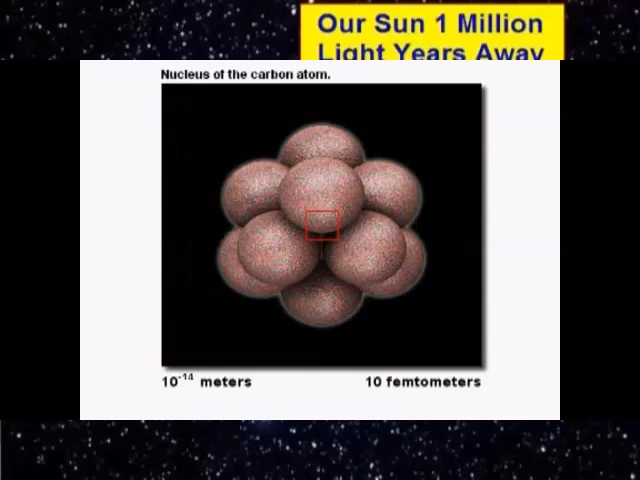 Our Sun 1 Million
Light Years Away
Nucleus of the carbon atom.
10⁻¹⁴ meters
10 femtometers